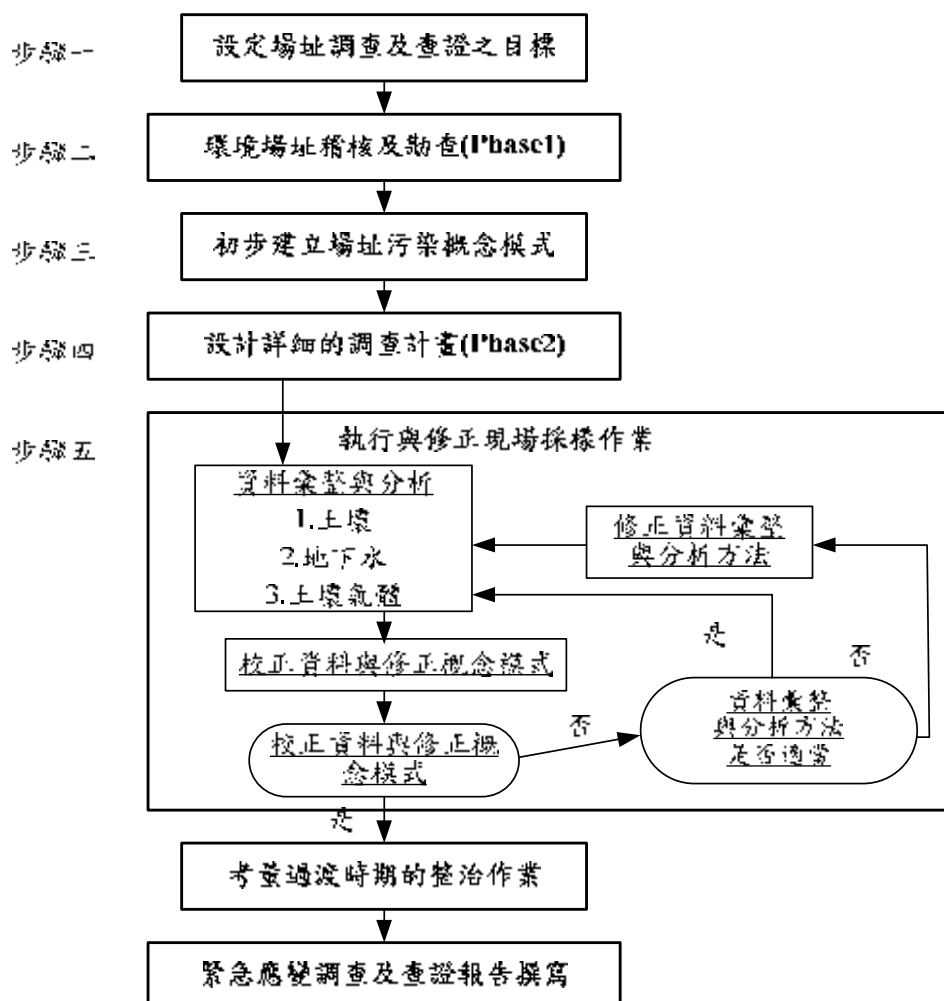 步驟一
設定場址調查及查證之目標
步驟二
環境場址稽核及勘查(Phase1)
步驟三
初步建立場址污染概念模式
步驟四
設計詳細的調查計畫(Phase2)
步驟五
執行與修正現場採樣作業
資料彙整與分析
1.土壤
2.地下水
3.土壤氣體
修正資料彙整
與分析方法
是
否
校正資料與修正概念模式
資料彙整
與分析方法
是否適當
否
校正資料與修正概
念模式
是
考量過渡時期的整治作業
緊急應變調查及查證報告撰寫